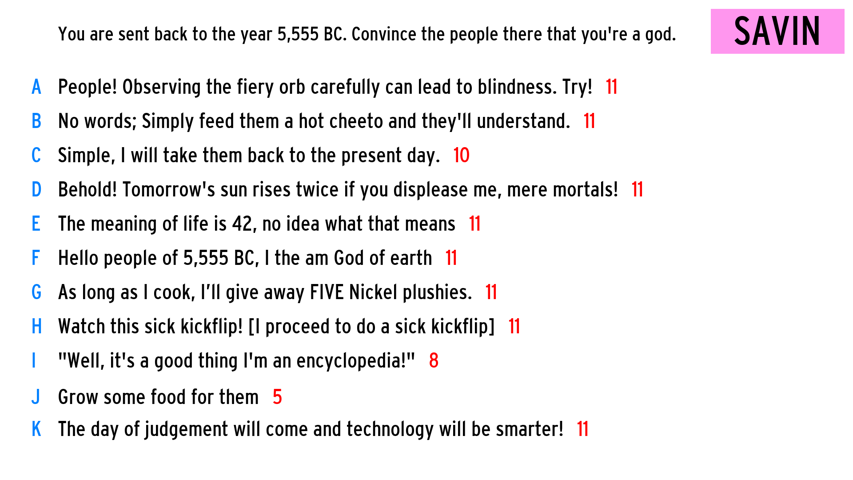 You are sent back to the year 5,555 BC. Convince the people there that you're a god.
SAVIN
A People! Observing the fiery orb carefully can lead to blindness. Try! 11
B No words; Simply feed them a hot cheeto and they'll understand. 11
C Simple, I will take them back to the present day. 10
D Behold! Tomorrow's sun rises twice if you displease me, mere mortals! 11
E The meaning of life is 42, no idea what that means 11
F Hello people of 5,555 BC, I the am God of earth 11
G As long as I cook, I'll give away FIVE Nickel plushies. 11
H Watch this sick kickflip! [I proceed to do a sick kickflip] 11
I "Well, it's a good thing I'm an encyclopedia!" 8
J Grow some food for them 5
K The day of judgement will come and technology will be smarter! 11